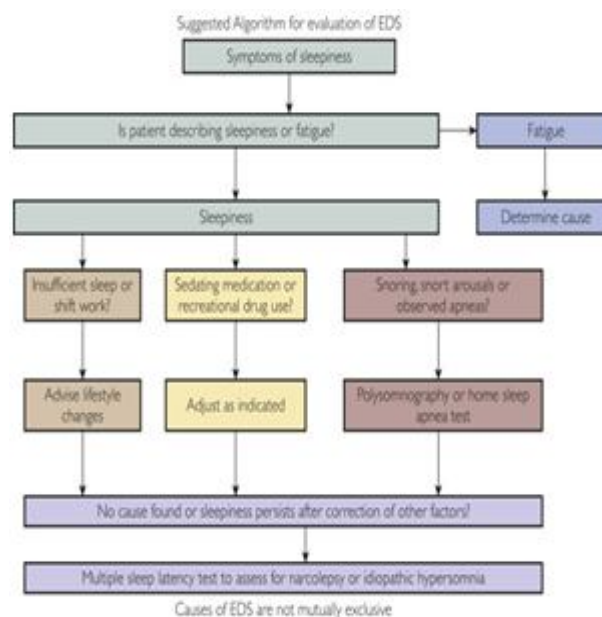 Suggested Algorithm for evaluation of EDS
Symptoms of sleepiness
Is patient describing sleepiness or fatigue?
Fatigue
Sleepiness
Determine cause
Insufficient sleep or
shift work?
Sedating medication or
recreational drug use?
Snoring, snort arousals or
observed apneas?
Advise lifestyle
changes
Adjust as indicated
Polysomnography or home sleep
apnea test
No cause found or sleepiness persists after correction of other factors?
Multiple sleep latency test to assess for narcolepsy or idiopathic hypersomnia
Causes of EDS are not mutually exclusive